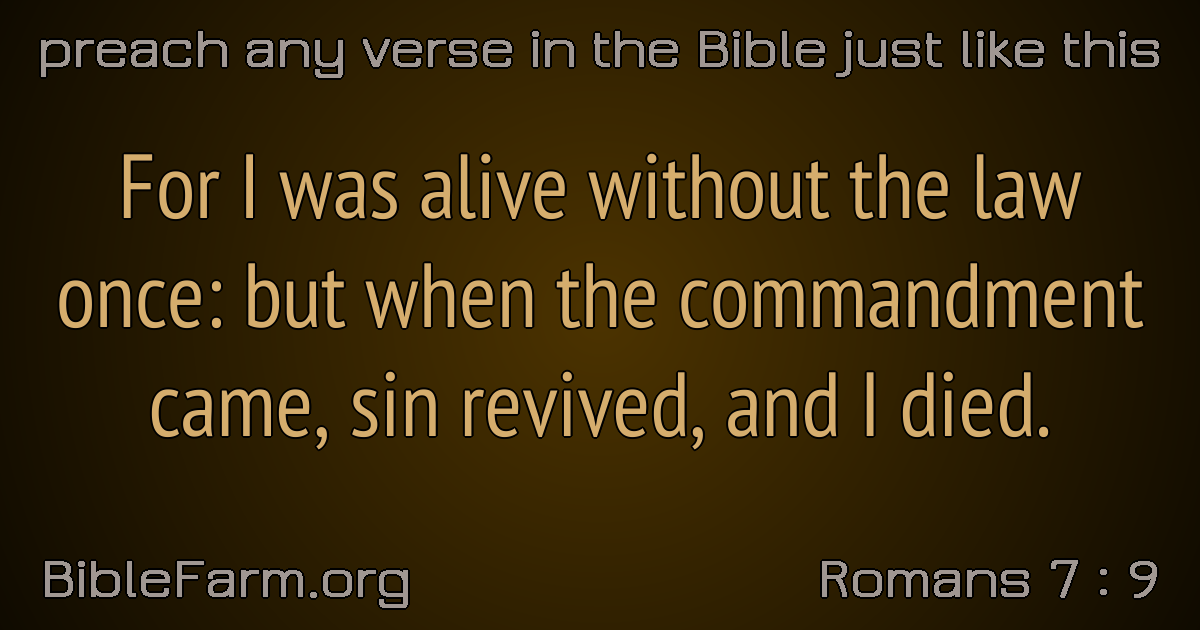 preach any verse in the Bible just like this
For I was alive without the law
once: but when the commandment
came, sin revived, and I died.
BibleFarm.org
Romans 7 : 9